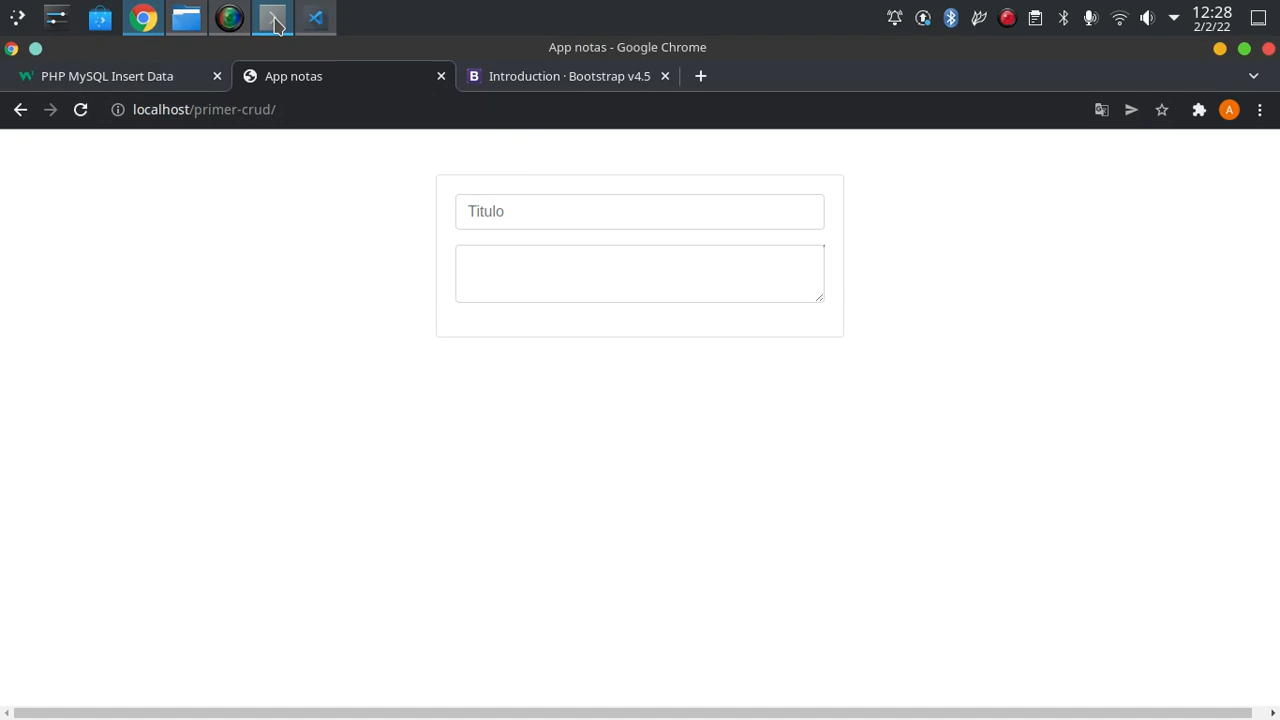 12:28
2/2/22
App notas - Google Chrome
PHP MySQL Insert Data
App notas
B Introduction · Bootstrap v4.5
localhost/primer-crud/
A
Titulo